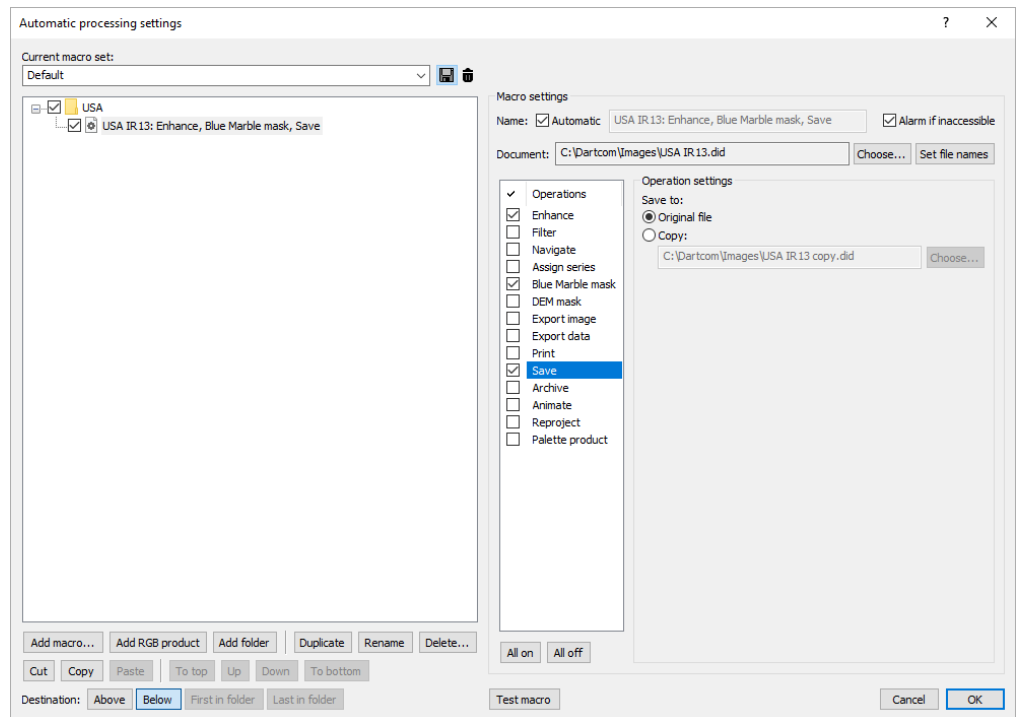 Automatic processing settings ? ✕
Current macro set:
Default
USA
USA IR13: Enhance, Blue Marble mask, Save
Macro settings
Name: Automatic USA IR13: Enhance, Blue Marble mask, Save Alarm if inaccessible
Document: C:\Dartcom\Images\USA IR13.did Choose... Set file names
Operations
Enhance
Filter
Navigate
Assign series
Blue Marble mask
DEM mask
Export image
Export data
Print
Save
Archive
Animate
Reproject
Palette product
Operation settings
Save to:
Original file
Copy:
C:\Dartcom\Images\USA IR13 copy.did Choose...
All on All off
Add macro... Add RGB product Add folder Duplicate Rename Delete...
Cut Copy Paste To top Up Down To bottom
Destination: Above Below First in folder Last in folder
Test macro Cancel OK